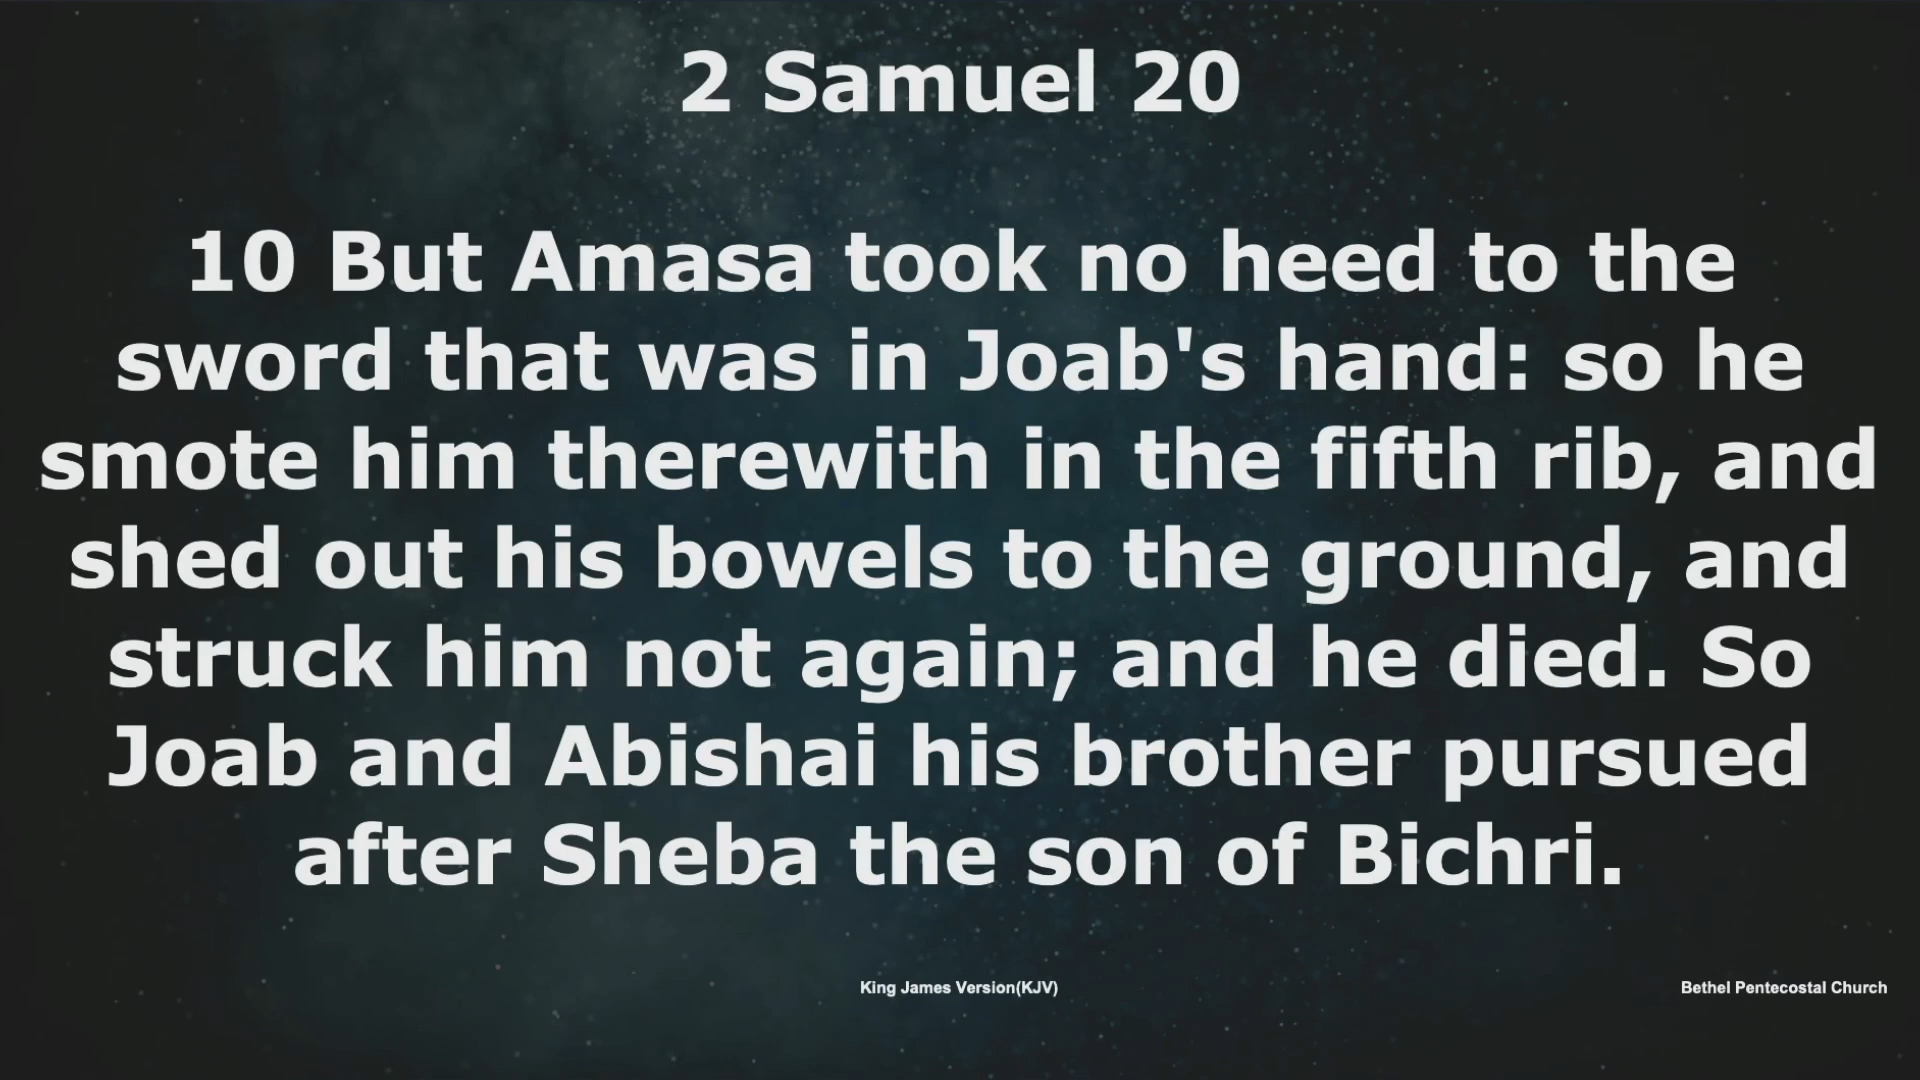 2 Samuel 20
10 But Amasa took no heed to the
sword that was in Joab's hand: so he
smote him therewith in the fifth rib, and
shed out his bowels to the ground, and
struck him not again; and he died. So
Joab and Abishai his brother pursued
after Sheba the son of Bichri.
King James Version(KJV)
Bethel Pentecostal Church